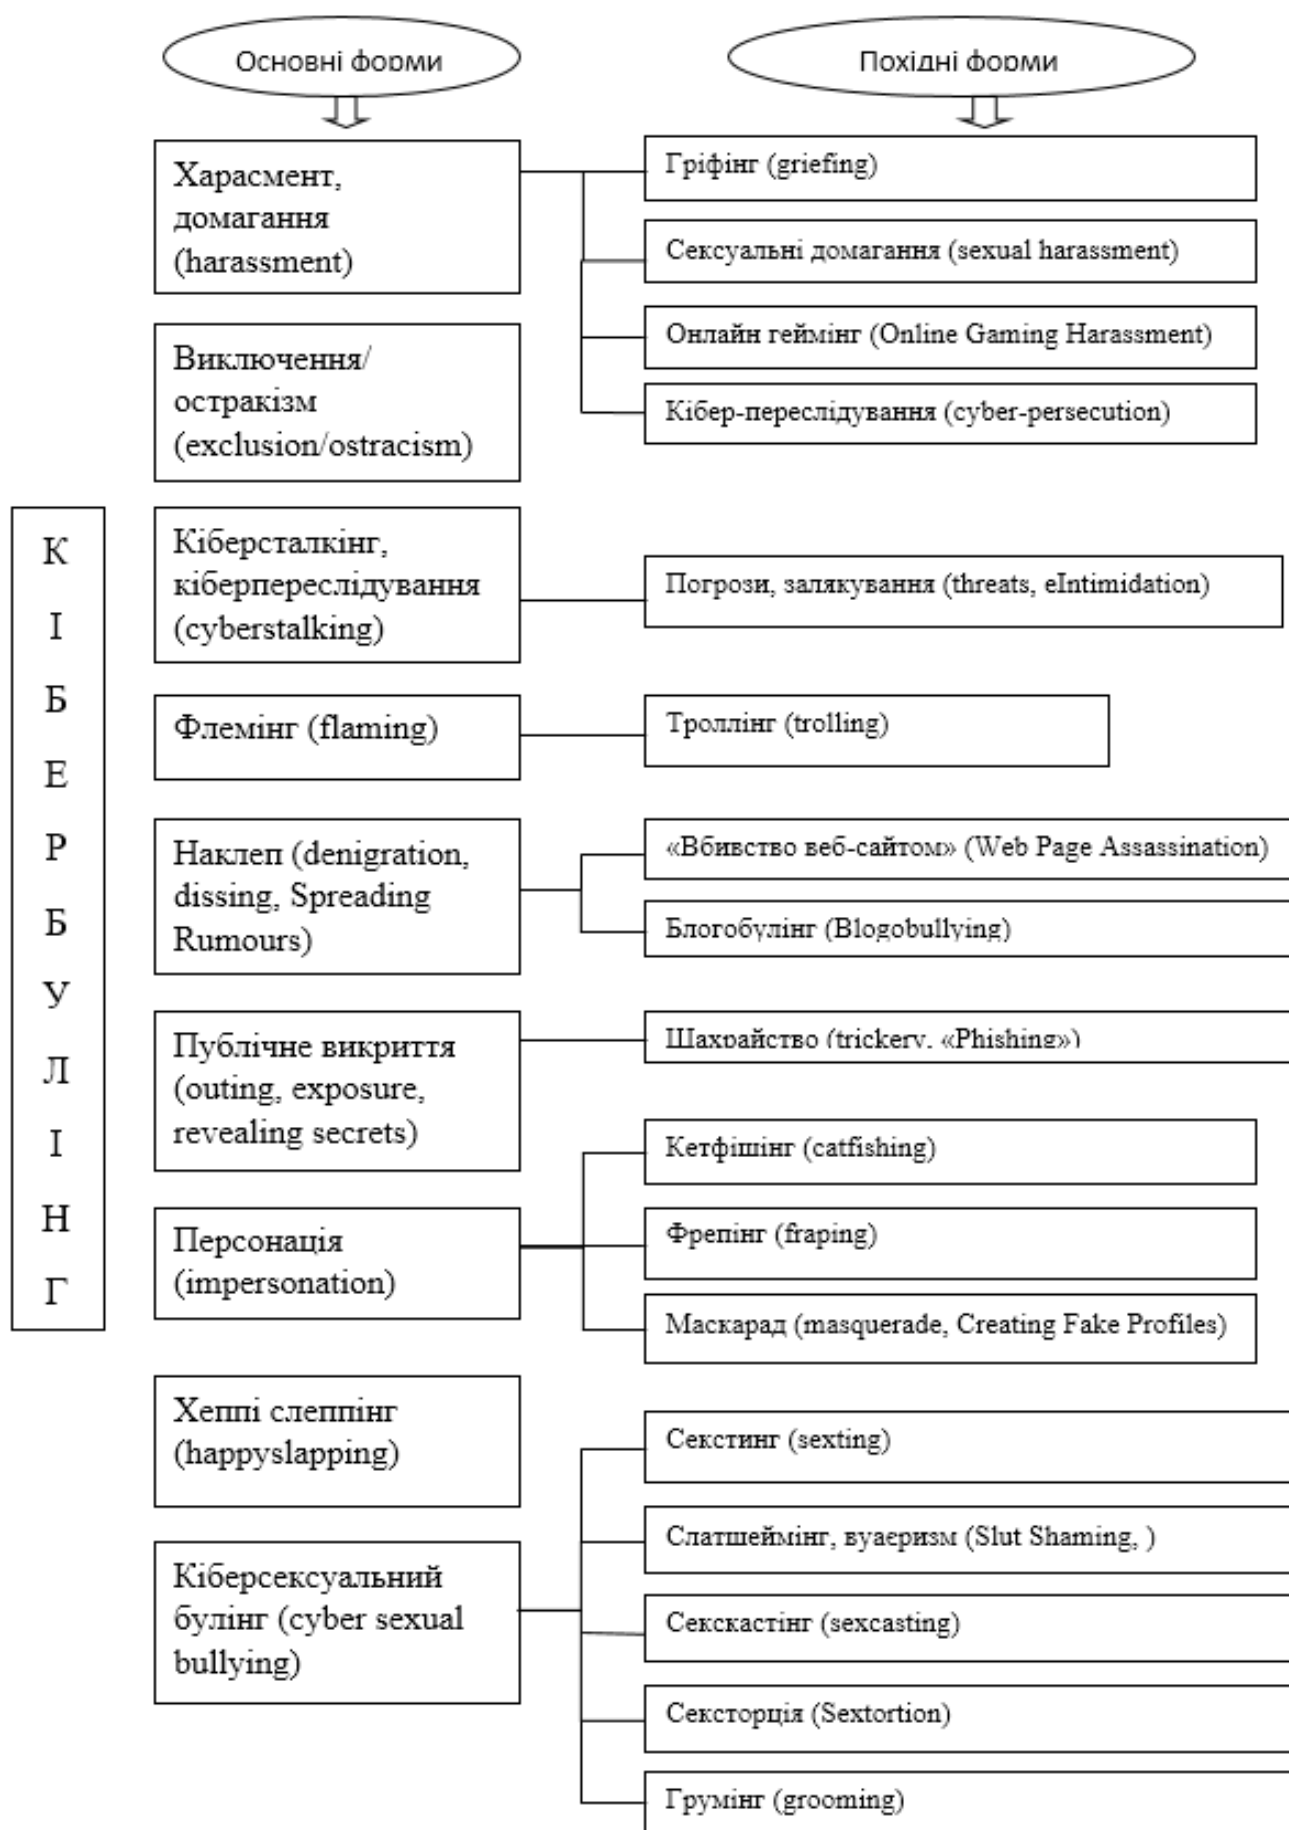 Основні форми
Похідні форми
Харасмент,
домагання
(harassment)
Гріфінг (griefing)
Сексуальні домагання (sexual harassment)
Онлайн геймінг (Online Gaming Harassment)
Кібер-переслідування (cyber-persecution)
Виключення/
остракізм
(exclusion/ostracism)
К
І
Б
Е
Р
Б
У
Л
І
Н
Г
Кіберсталкінг,
кіберпереслідування
(cyberstalking)
Погрози, залякування (threats, eIntimidation)
Флемінг (flaming)
Троллінг (trolling)
Наклеп (denigration,
dissing, Spreading
Rumours)
«Вбивство веб-сайтом» (Web Page Assassination)
Блогобулінг (Blogobullying)
Публічне викриття
(outing, exposure,
revealing secrets)
Шахрайство (trickery, «Phishing»)
Персонація
(impersonation)
Кетфішінг (catfishing)
Фрепінг (fraping)
Маскарад (masquerade, Creating Fake Profiles)
Хеппі слеппінг
(happyslapping)
Кіберсексуальний
булінг (cyber sexual
bullying)
Секстинг (sexting)
Слатшеймінг, вуаєризм (Slut Shaming, )
Секскастінг (sexcasting)
Сексторція (Sextortion)
Грумінг (grooming)